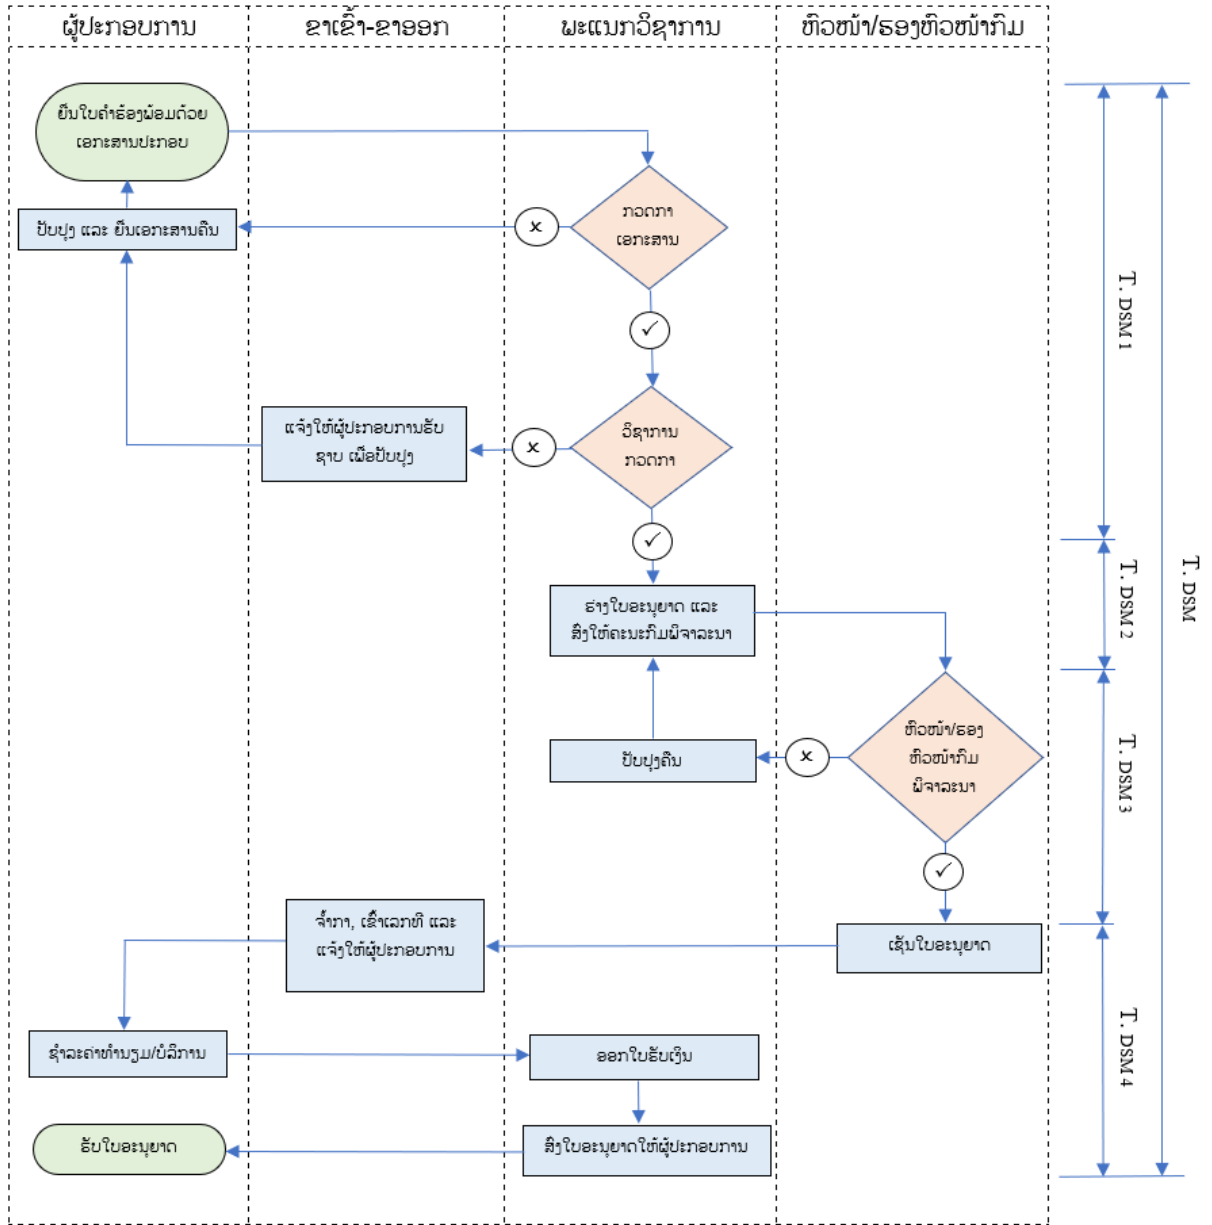 ຜູ້ປະກອບການ
ຂາເຂົ້າ-ຂາອອກ
ພະແນກວິຊາການ
ຫົວໜ້າ/ຮອງຫົວໜ້າກົມ
ຍື່ນໃບຄຳຮ້ອງພ້ອມດ້ວຍ
ເອກະສານປະກອບ
ກວດກາ
ເອກະສານ
ປັບປຸງ ແລະ ຍື່ນເອກະສານຄືນ
x
✓
ວິຊາການ
ກວດກາ
x
ແຈ້ງໃຫ້ຜູ້ປະກອບການຮັບ
ຊາບ ເພື່ອປັບປຸງ
✓
ຮ່າງໃບອະນຸຍາດ ແລະ
ສົ່ງໃຫ້ຄະນະກົມພິຈາລະນາ
ຫົວໜ້າ/ຮອງ
ຫົວໜ້າກົມ
ພິຈາລະນາ
x
ປັບປຸງຄືນ
✓
ເຊັນໃບອະນຸຍາດ
ຈ້ຳກາ, ເຂົ້າເລກທີ ແລະ
ແຈ້ງໃຫ້ຜູ້ປະກອບການ
ຊຳລະຄ່າທຳນຽມ/ບໍລິການ
ອອກໃບຮັບເງິນ
ສົ່ງໃບອະນຸຍາດໃຫ້ຜູ້ປະກອບການ
ຮັບໃບອະນຸຍາດ
T. DSM 1
T. DSM 2
T. DSM 3
T. DSM 4
T. DSM